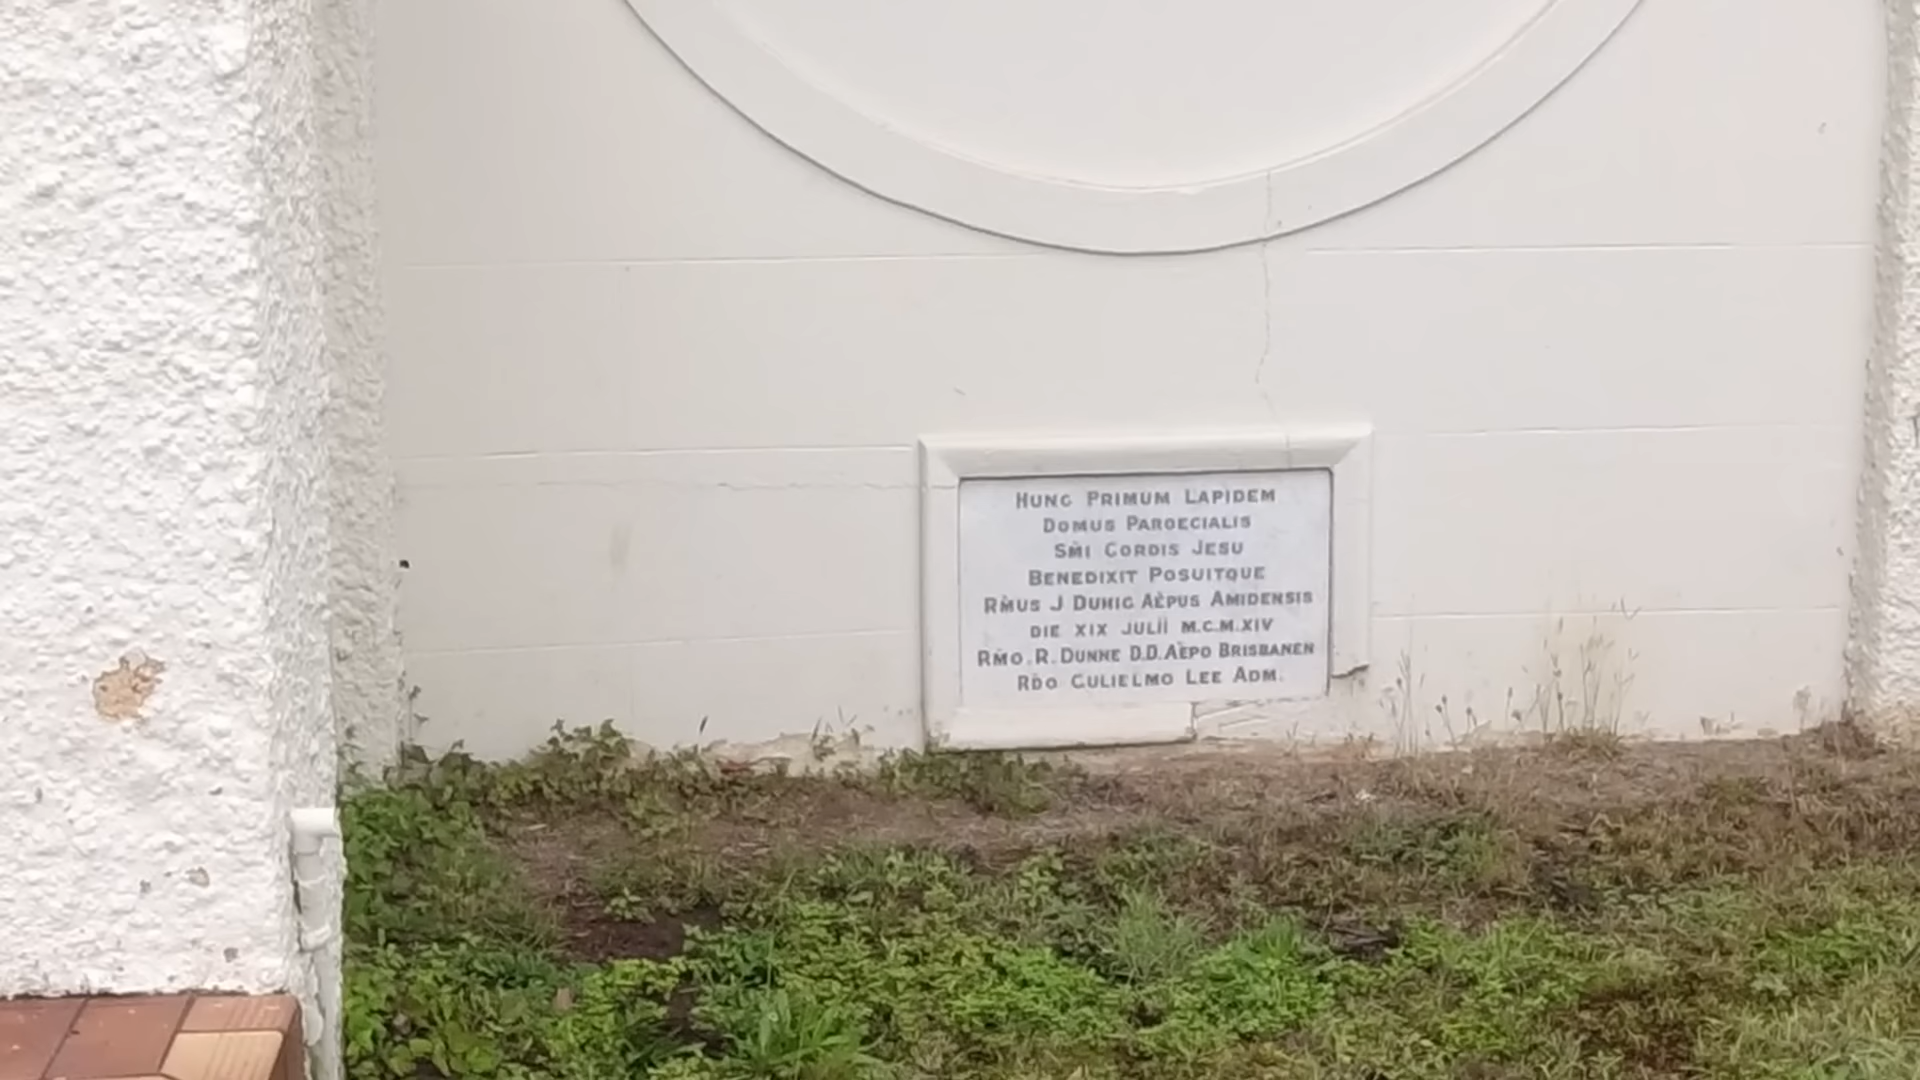 HUNC PRIMUM LAPIDEM
DOMUS PAROECIALIS
SMI CORDIS JESU
BENEDIXIT POSUITQUE
RMUS J DUHIG AEPUS AMIDENSIS
DIE XIX JULII M.C.M.XIV
RMO. R. DUNNE D.D. AEPO BRISBANEN
RDO GULIELMO LEE ADM.